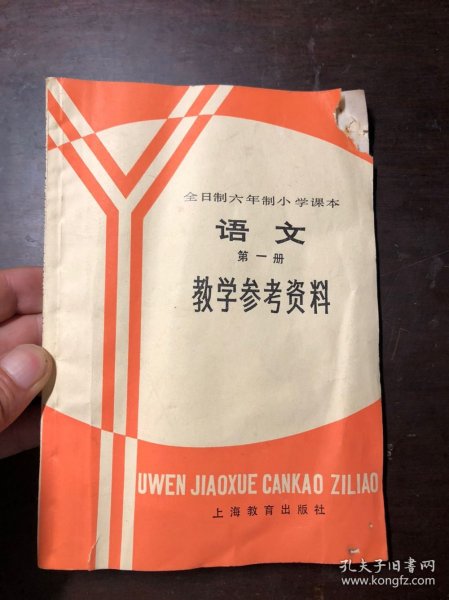 全日制六年制小学课本
语文
第一册
教学参考资料
YUWEN JIAOXUE CANKAO ZILIAO
上海教育出版社
孔夫子旧书网
www.kongfz.com